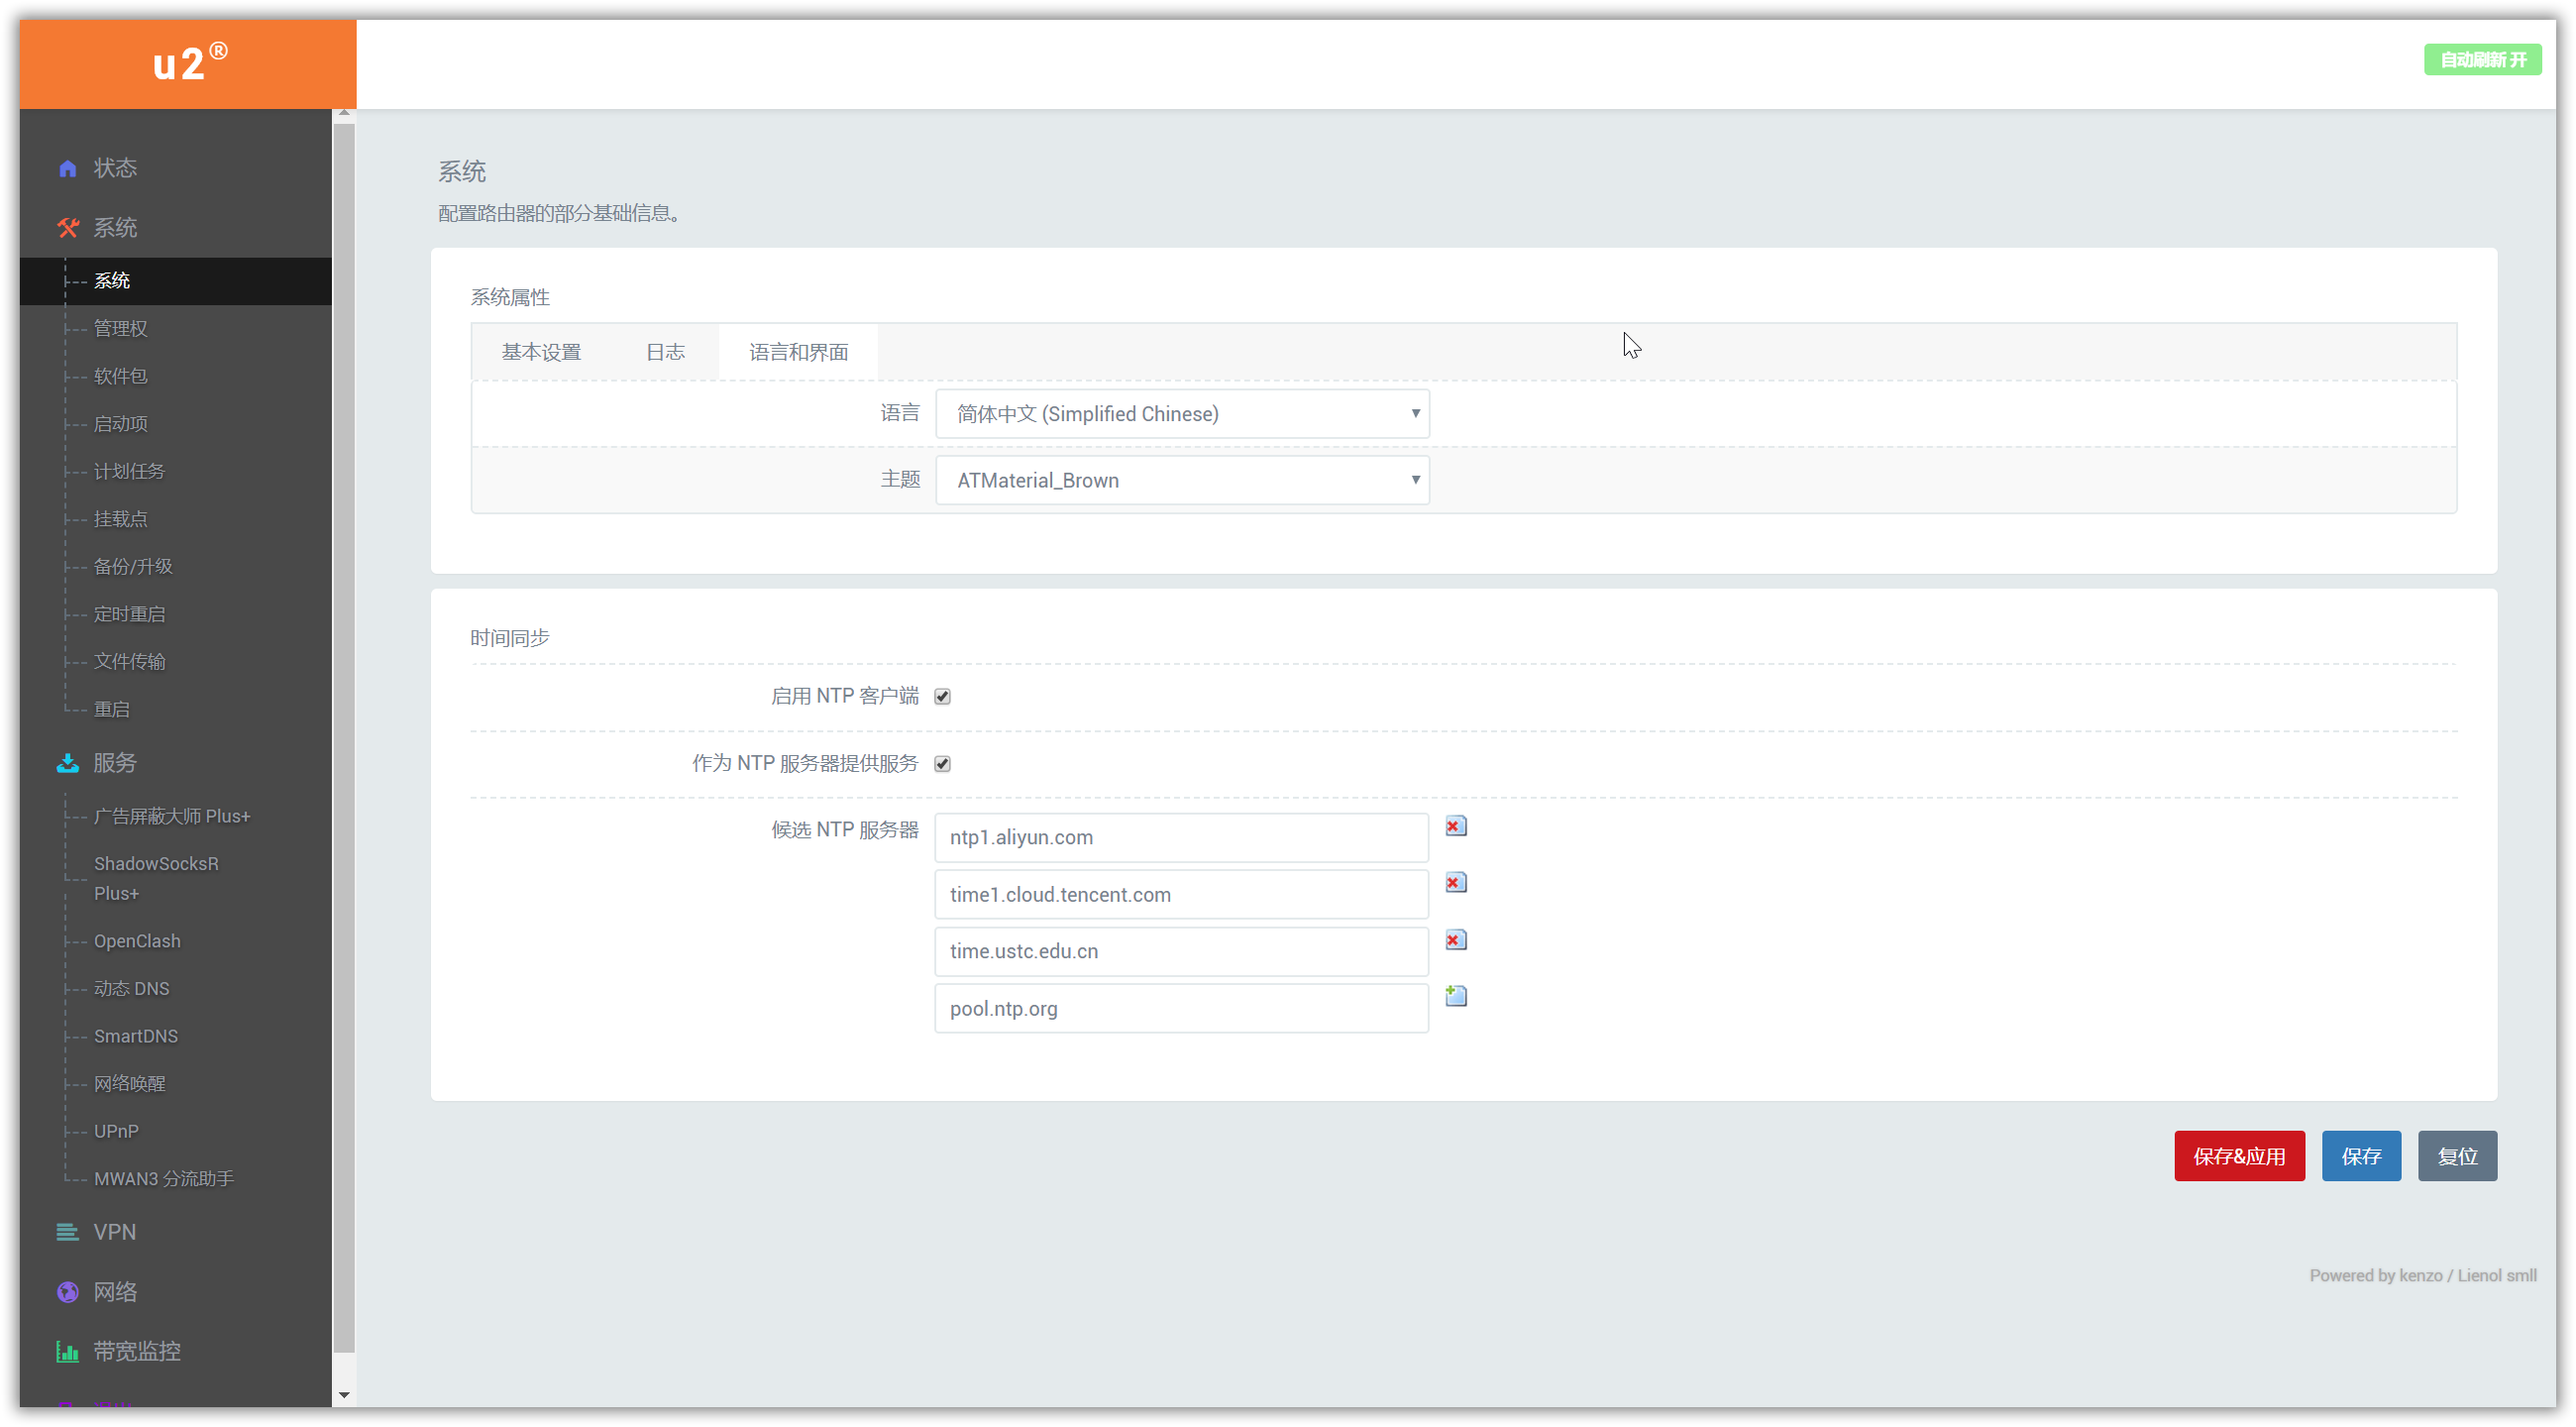 u2®
自动刷新 开
状态
系统
系统
管理权
软件包
启动项
计划任务
挂载点
备份/升级
定时重启
文件传输
重启
服务
广告屏蔽大师 Plus+
ShadowSocksR
Plus+
OpenClash
动态 DNS
SmartDNS
网络唤醒
UPnP
MWAN3 分流助手
VPN
网络
带宽监控
系统
配置路由器的部分基础信息。
系统属性
基本设置 日志 语言和界面
语言 简体中文 (Simplified Chinese)
主题 ATMaterial_Brown
时间同步
启用 NTP 客户端
作为 NTP 服务器提供服务
候选 NTP 服务器 ntp1.aliyun.com
time1.cloud.tencent.com
time.ustc.edu.cn
pool.ntp.org
保存&应用 保存 复位
Powered by kenzo / Lienol smll